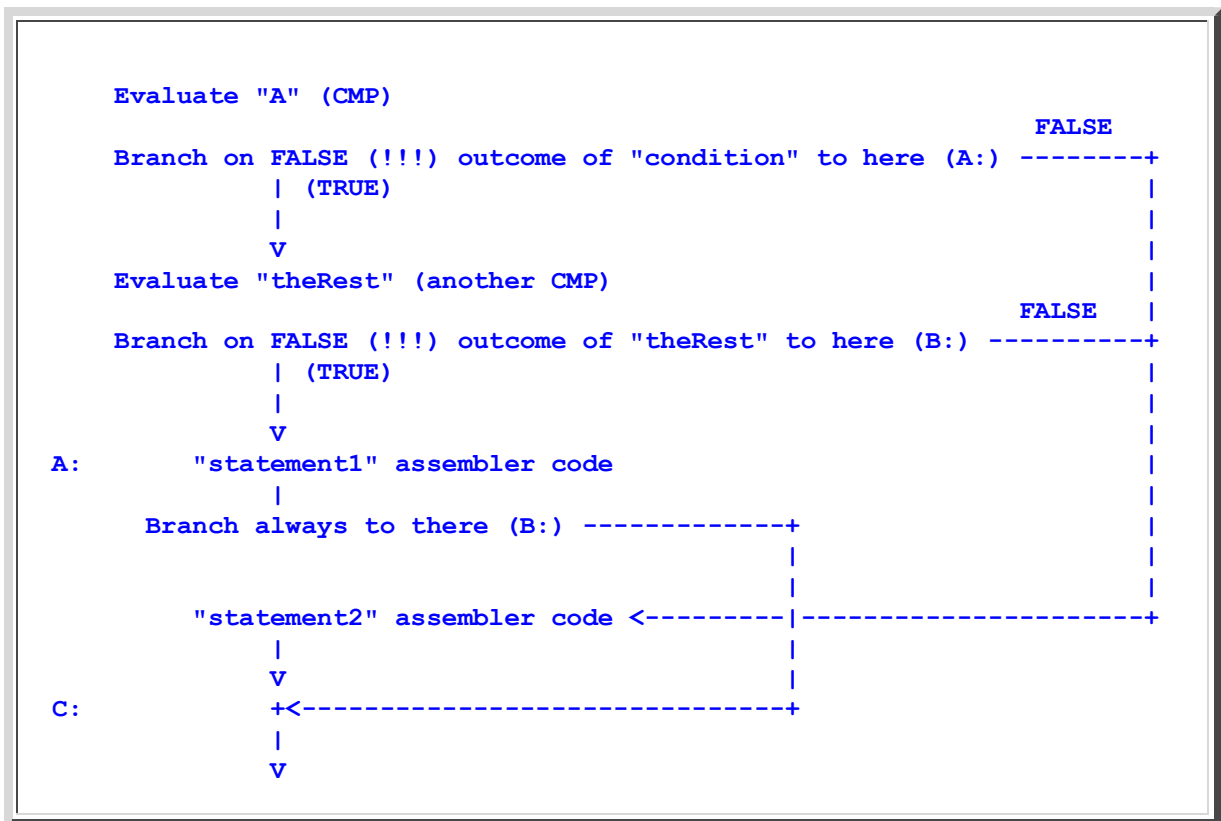 Evaluate "A" (CMP)
FALSE
Branch on FALSE (!!!) outcome of "condition" to here (A:) --------+
| (TRUE) |
| |
V |
Evaluate "theRest" (another CMP) |
FALSE |
Branch on FALSE (!!!) outcome of "theRest" to here (B:) ----------+
| (TRUE) |
| |
V |
A: "statement1" assembler code |
| |
Branch always to there (B:) -------------+ |
| |
| |
"statement2" assembler code <---------|----------------------+
| |
V |
C: +<-------------------------------+
|
V